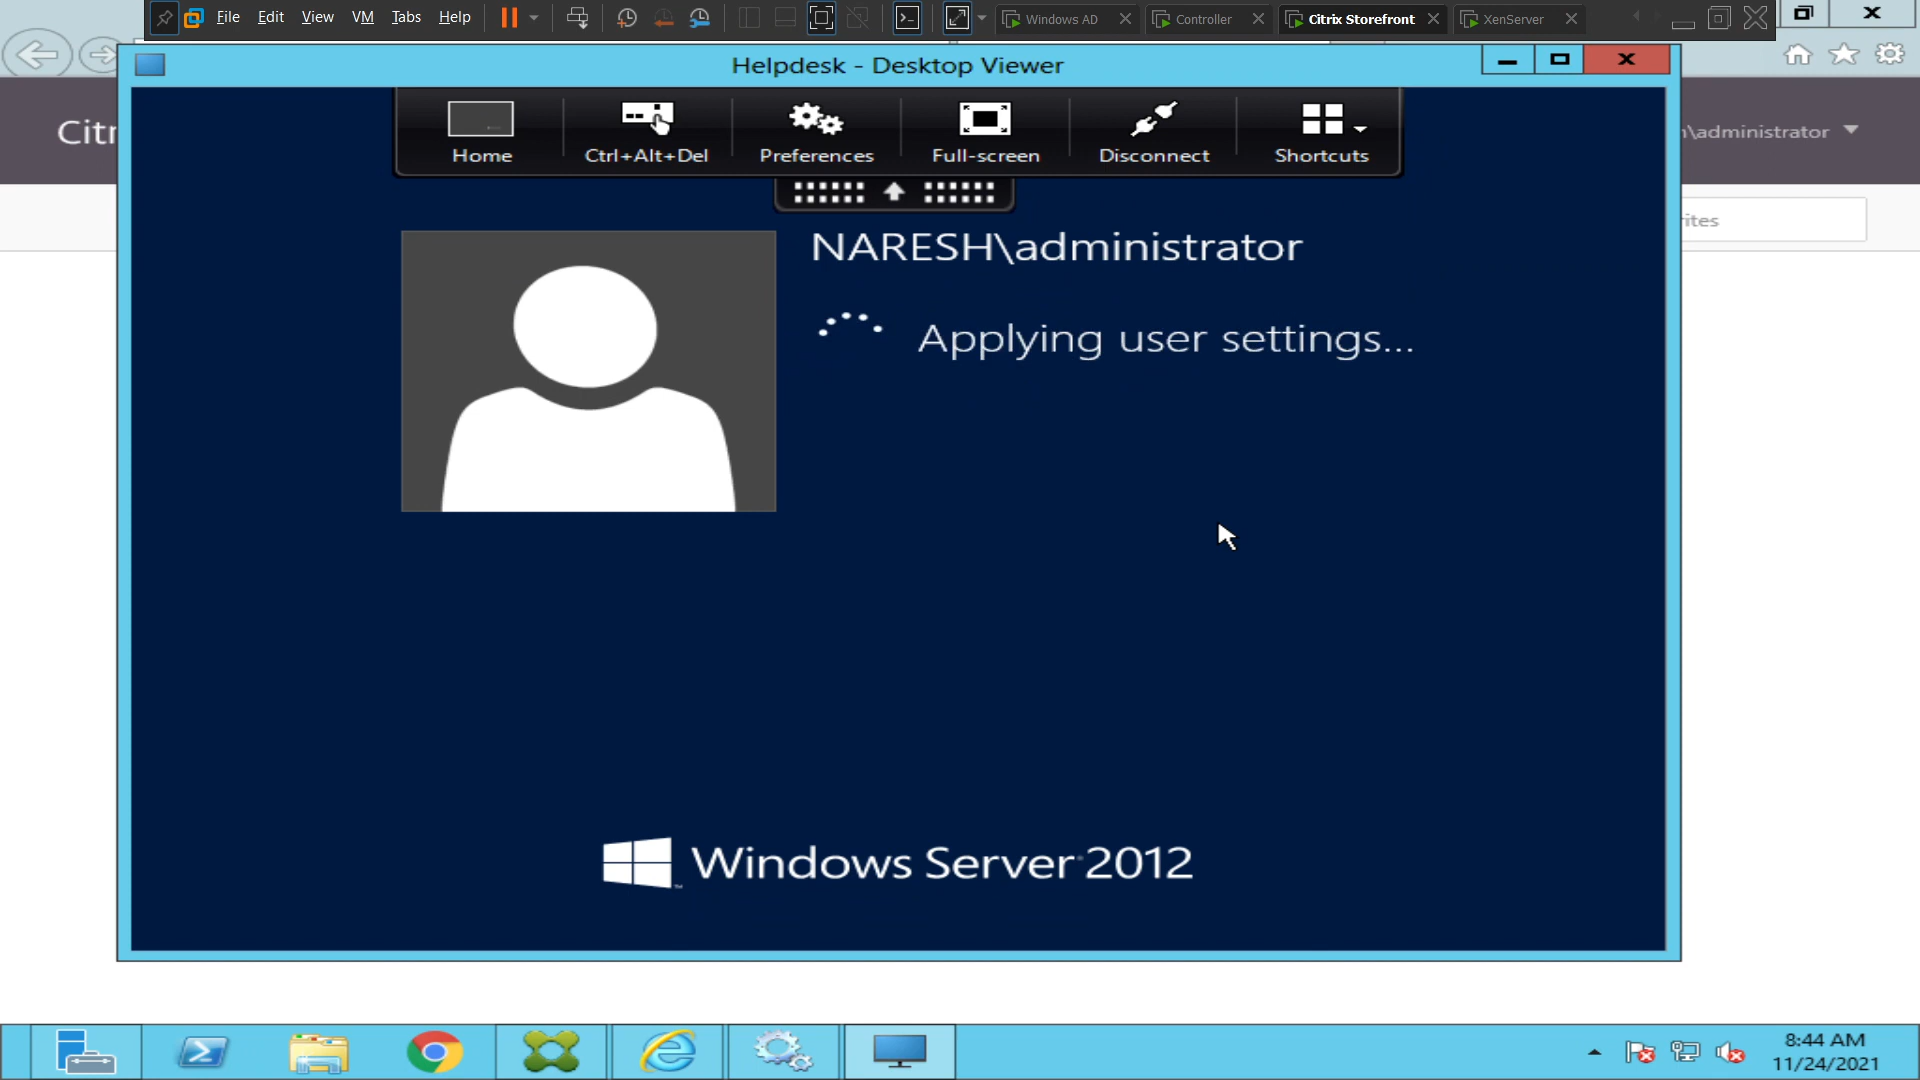 File Edit View VM Tabs Help
Windows AD
Controller
Citrix Storefront
XenServer
Helpdesk - Desktop Viewer
Citr
\administrator
Home
Ctrl+Alt+Del
Preferences
Full-screen
Disconnect
Shortcuts
rites
NARESH\administrator
Applying user settings...
Windows Server 2012
8:44 AM
11/24/2021